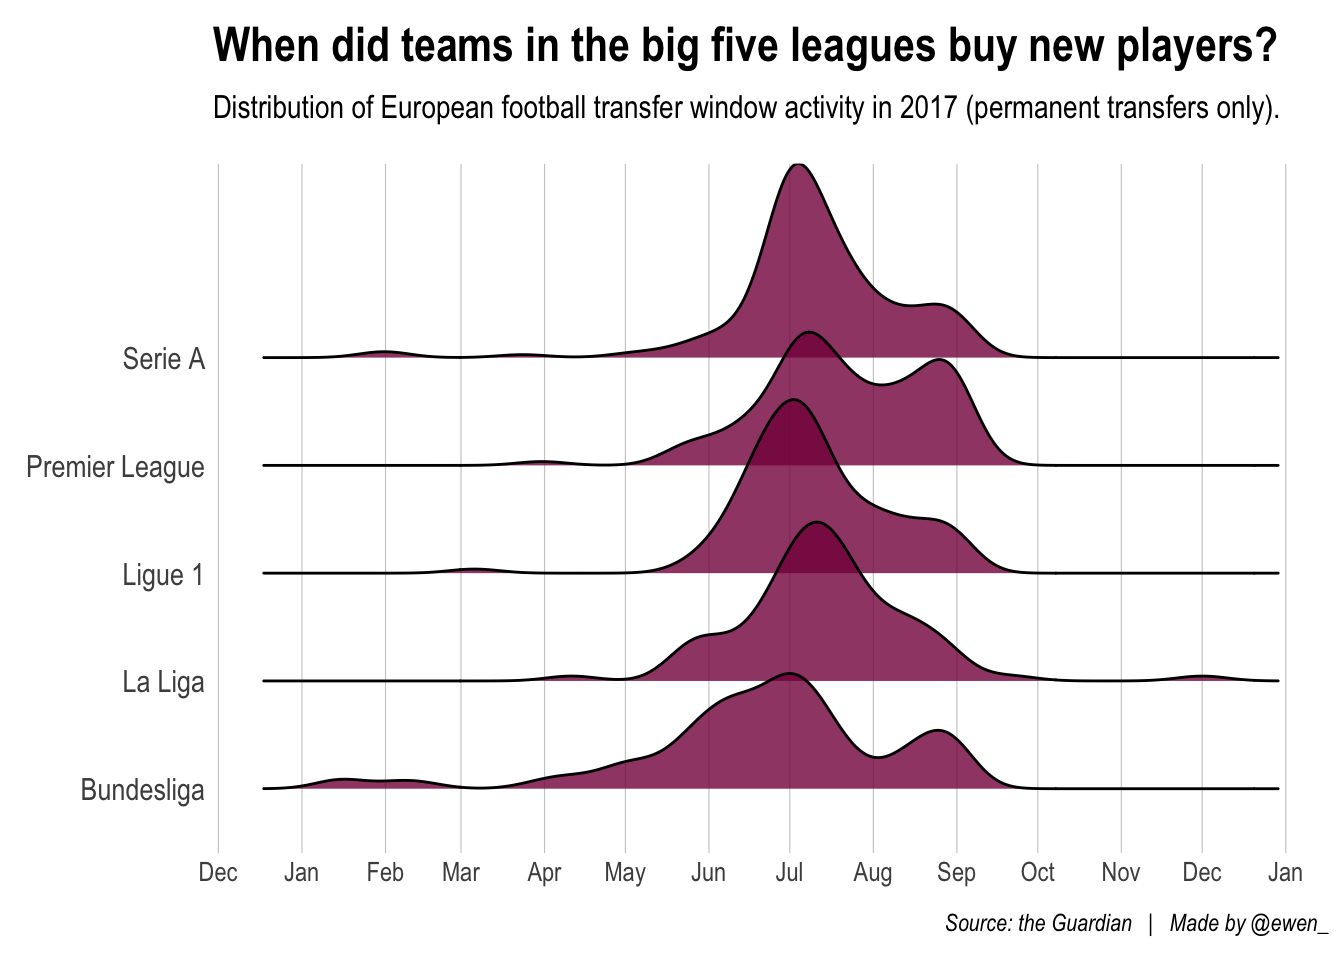 When did teams in the big five leagues buy new players?
Distribution of European football transfer window activity in 2017 (permanent transfers only).
Serie A
Premier League
Ligue 1
La Liga
Bundesliga
Dec Jan Feb Mar Apr May Jun Jul Aug Sep Oct Nov Dec Jan
Source: the Guardian | Made by @ewen_